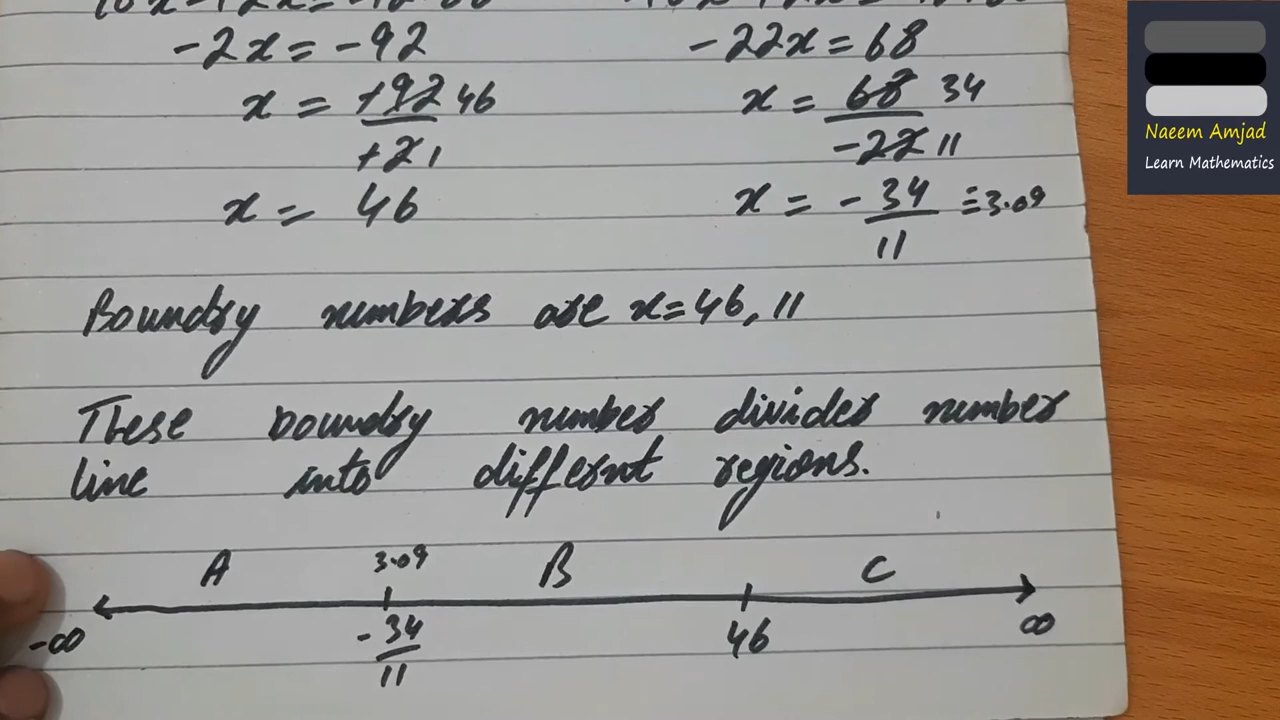 -2x = -92
x = +92 46
+2 1
x = 46
-22x = 68
x = 68 34
-22 11
x = - 34 = 3.09
11
Boundry numbers are x = 46, 11
These boundry number divides number
line into differnt regions.
A 3.09 B C
-∞ - 34 46 ∞
11
Naeem Amjad
Learn Mathematics